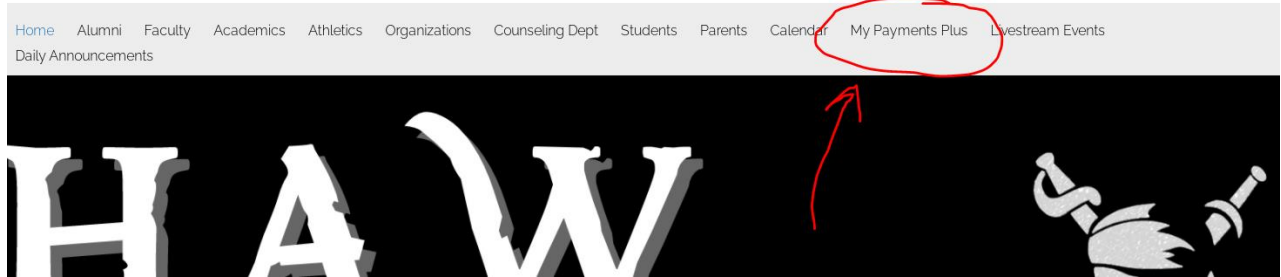 Home Alumni Faculty Academics Athletics Organizations Counseling Dept Students Parents Calendar My Payments Plus Livestream Events
Daily Announcements
HAW